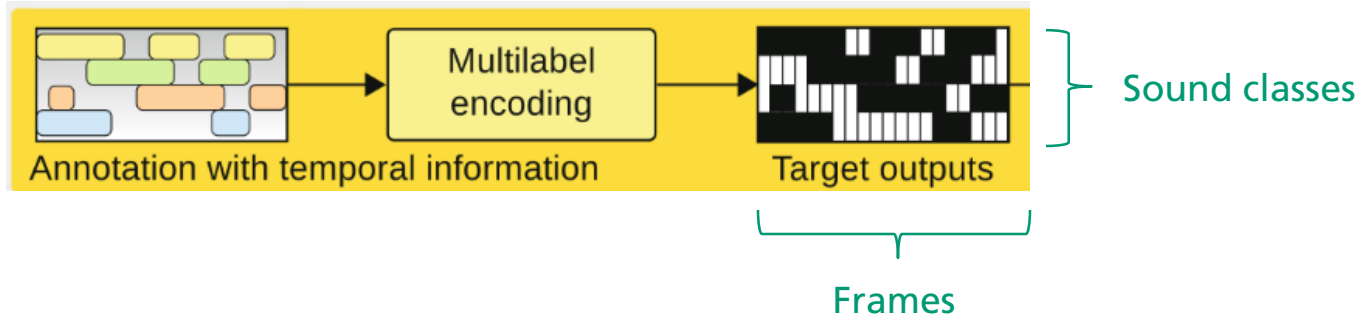 Multilabel
encoding
Annotation with temporal information
Target outputs
Sound classes
Frames